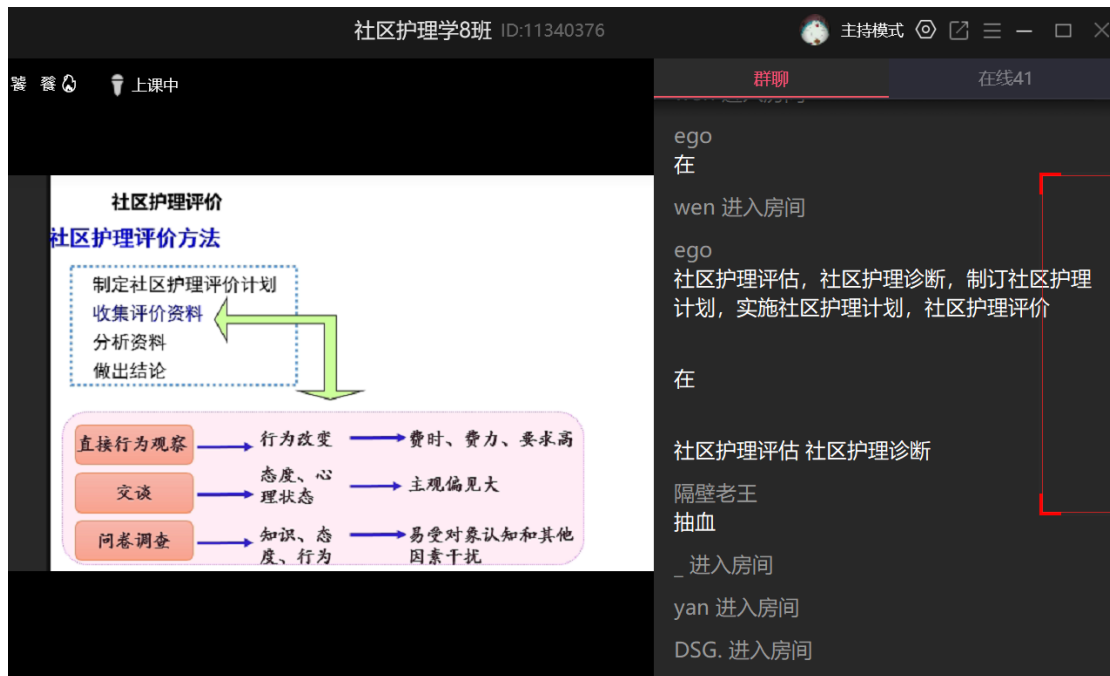 社区护理学8班 ID:11340376
主持模式
饕 餮
上课中
社区护理评价
社区护理评价方法
制定社区护理评价计划
收集评价资料
分析资料
做出结论
直接行为观察
行为改变
费时、费力、要求高
交谈
态度、心
理状态
主观偏见大
问卷调查
知识、态
度、行为
易受对象认知和其他
因素干扰
群聊
在线41
wen 进入房间
ego
在
wen 进入房间
ego
社区护理评估，社区护理诊断，制订社区护理
计划，实施社区护理计划，社区护理评价
在
社区护理评估 社区护理诊断
隔壁老王
抽血
_ 进入房间
yan 进入房间
DSG. 进入房间